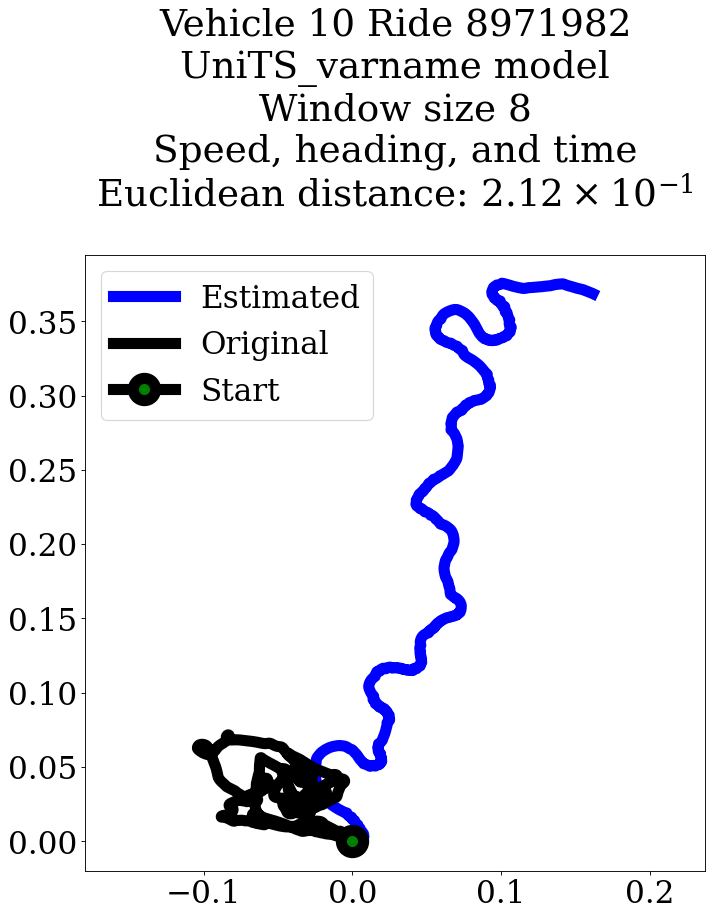 Vehicle 10 Ride 8971982
UniTS_varname model
Window size 8
Speed, heading, and time
Euclidean distance: 2.12 × 10⁻¹
Estimated
Original
Start
0.35
0.30
0.25
0.20
0.15
0.10
0.05
0.00
−0.1
0.0
0.1
0.2